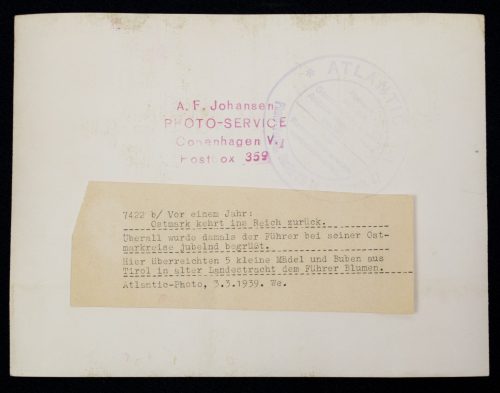 ATLANTI
A. F. Johansen
PHOTO-SERVICE
Copenhagen V.
Postbox 359
7422 b/ Vor einem Jahr:
Ostmark kehrt ins Reich zurück.
Überall wurde damals der Führer bei seiner Ost-
markreise jubelnd begrüßt.
Hier überreichten 5 kleine Mädel und Buben aus
Tirol in alter Landestracht dem Führer Blumen.
Atlantic-Photo, 3.3.1939. We.